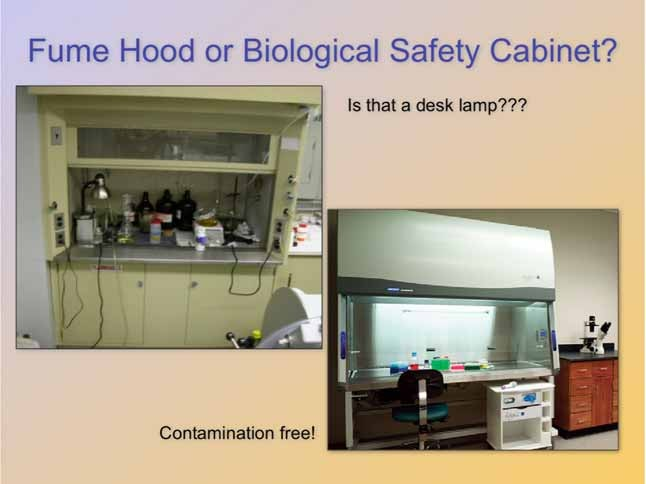 Fume Hood or Biological Safety Cabinet?
Is that a desk lamp???
Contamination free!